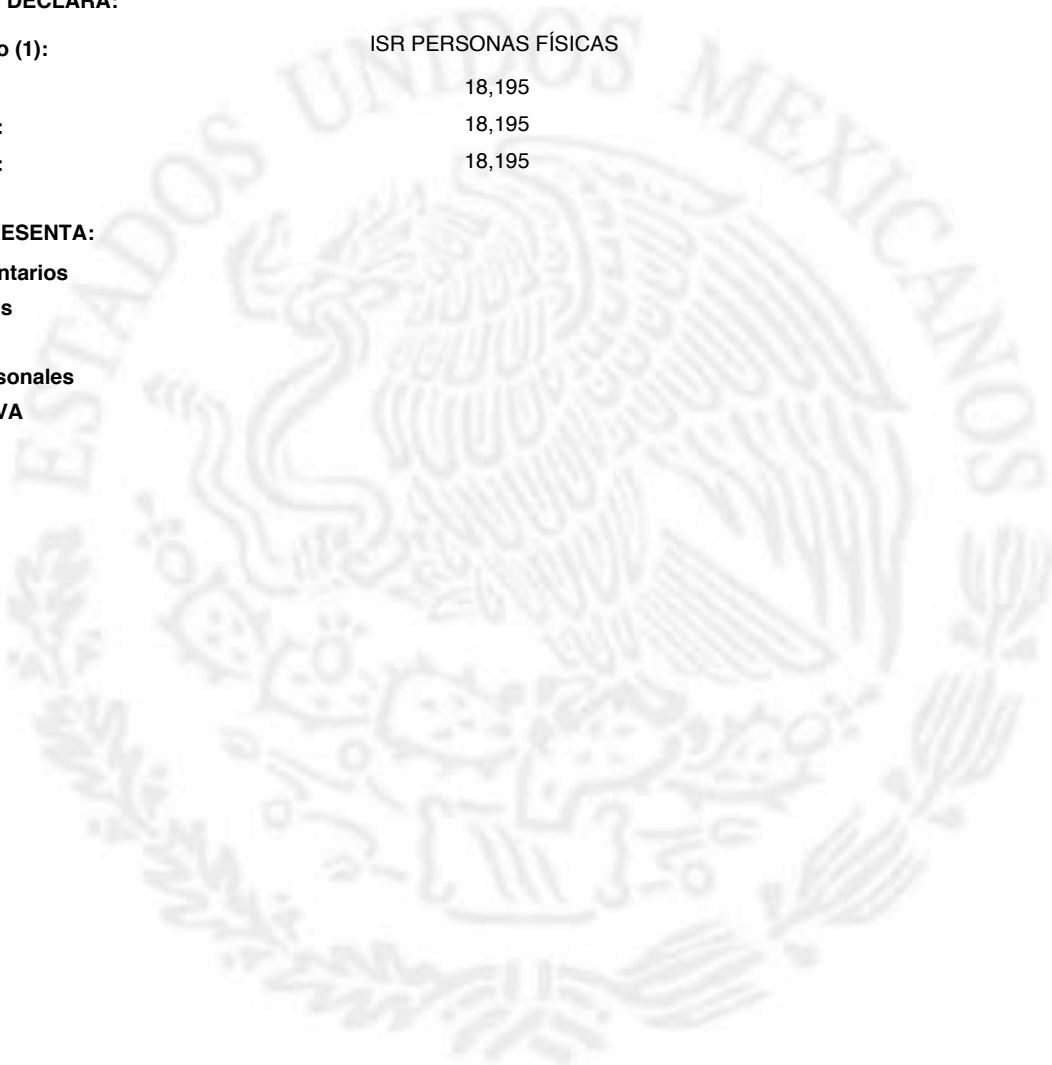 DECLARA:
o (1): ISR PERSONAS FÍSICAS
18,195
: 18,195
: 18,195
ESENTA:
ntarios
s
sonales
VA
ESTADOS UNIDOS MEXICANOS